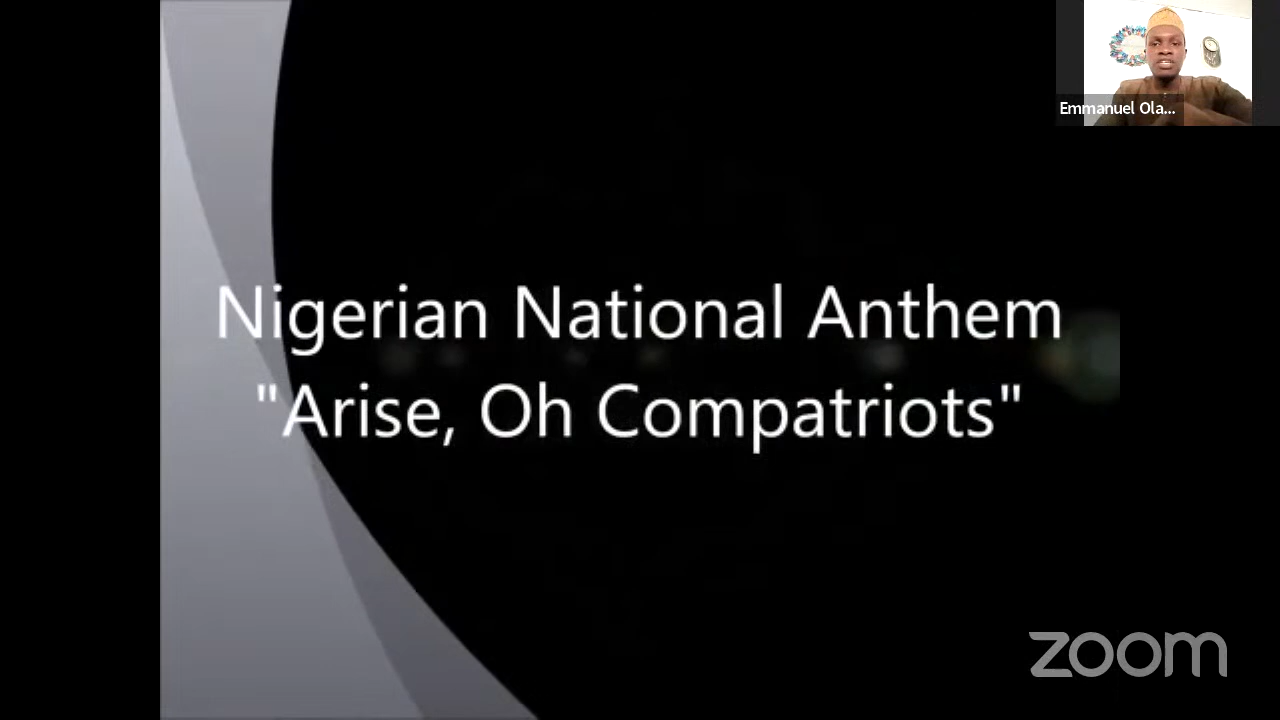 Emmanuel Ola...
Nigerian National Anthem
"Arise, Oh Compatriots"
zoom